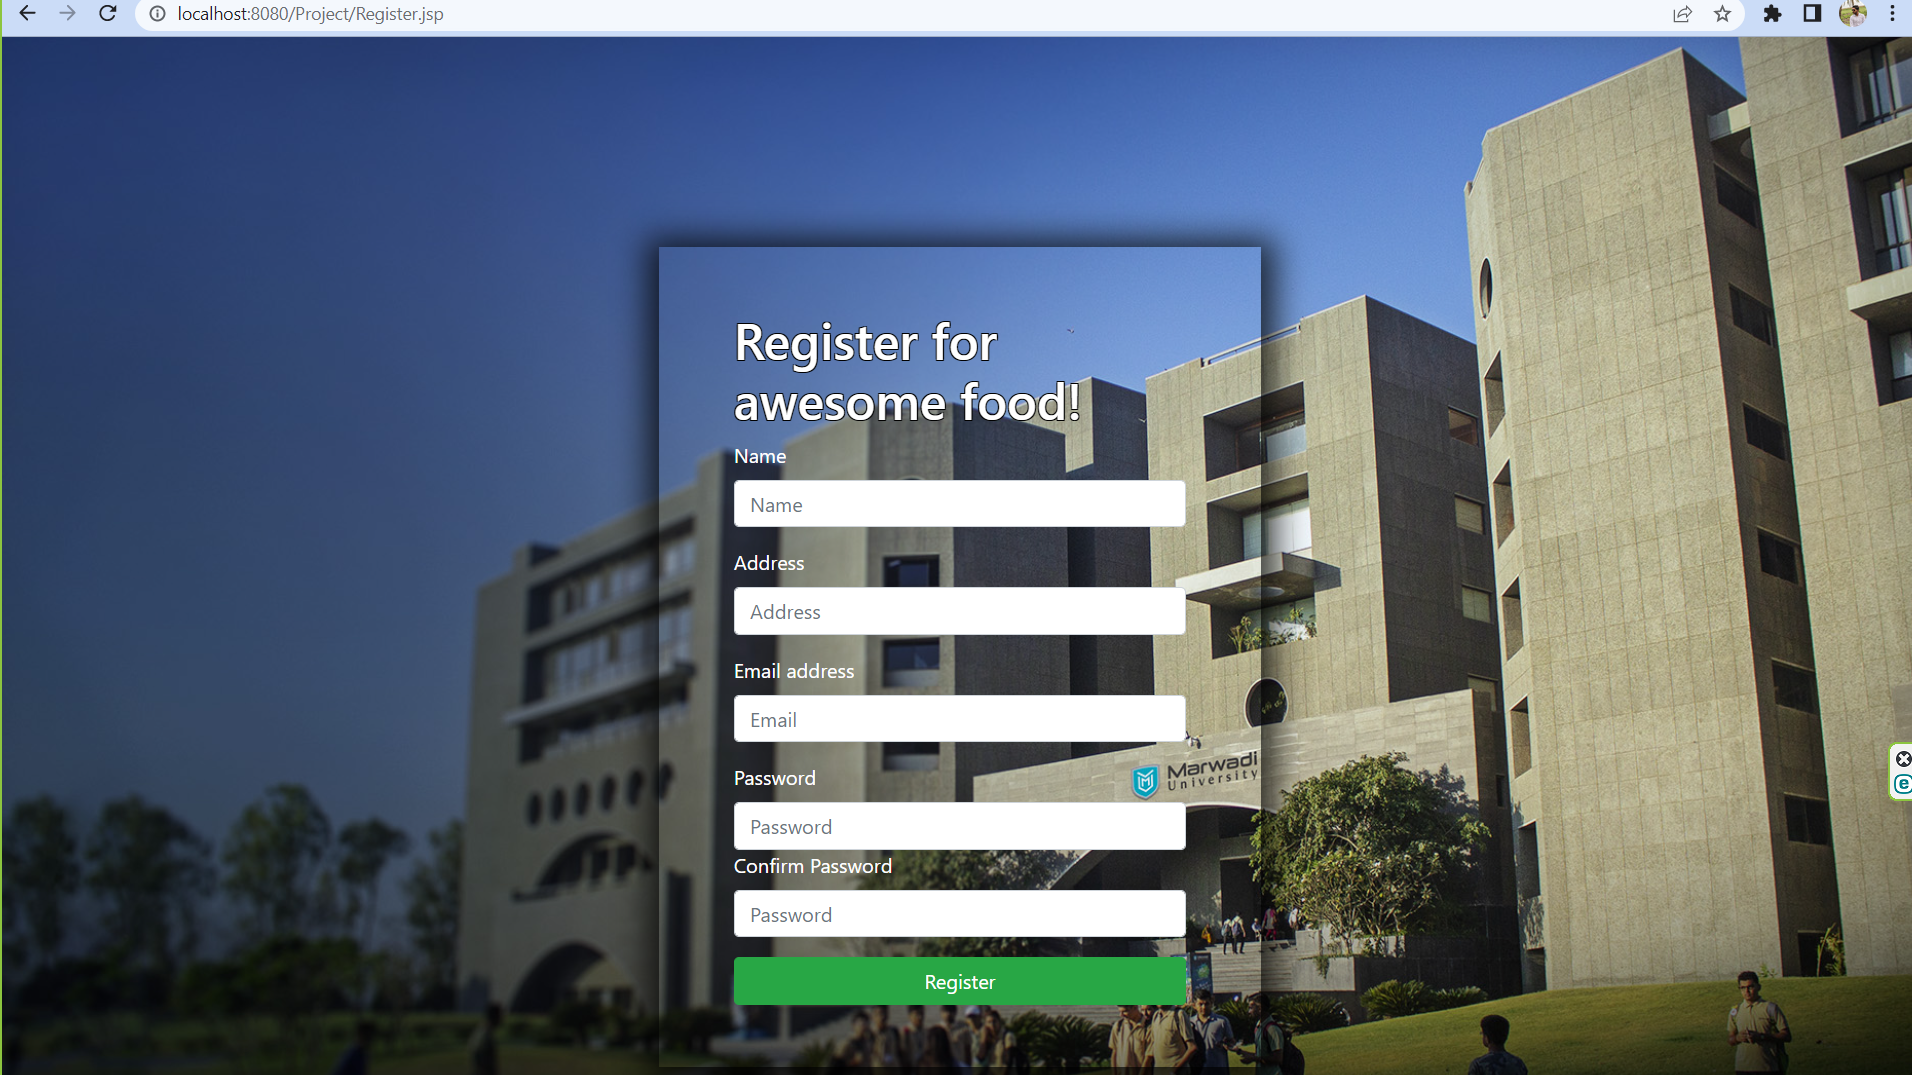 localhost:8080/Project/Register.jsp
Register for
awesome food!
Name
Name
Address
Address
Email address
Email
Marwadi
University
Password
Password
Confirm Password
Password
Register